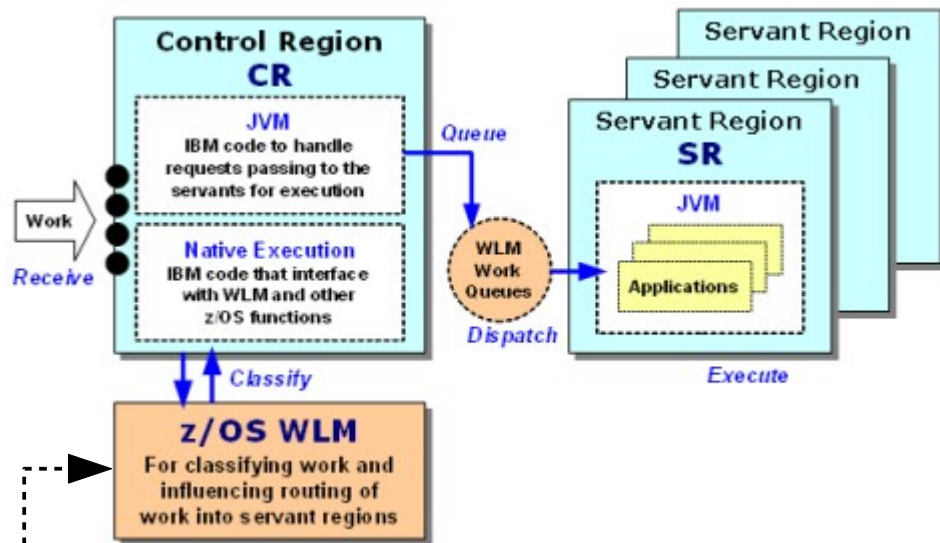 Control Region
CR
JVM
IBM code to handle
requests passing to the
servants for execution
Work
Receive
Native Execution
IBM code that interface
with WLM and other
z/OS functions
Classify
z/OS WLM
For classifying work and
influencing routing of
work into servant regions
Queue
WLM
Work
Queues
Dispatch
Servant Region
Servant Region
Servant Region
SR
JVM
Applications
Execute